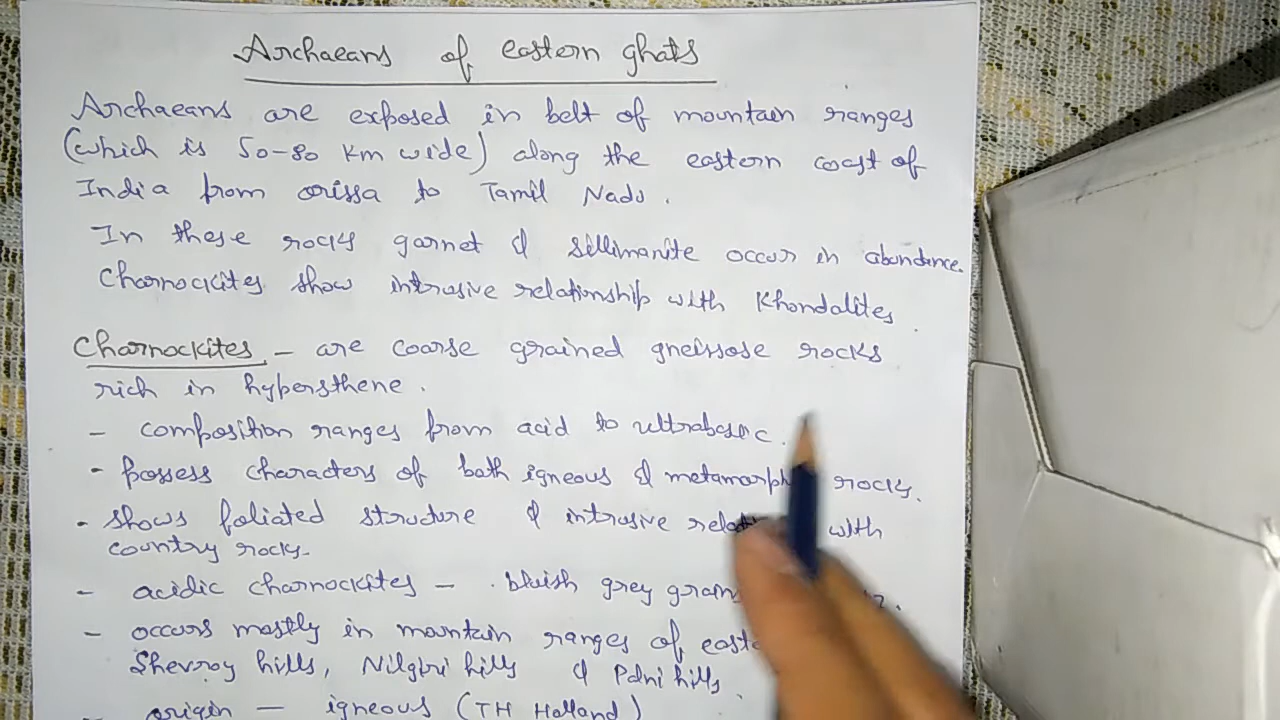 Archaeans of eastern ghats
Archaeans are exposed in belt of mountain ranges
(which is 50-80 km wide) along the eastern coast of
India from orissa to Tamil Nadu.
In these rocks garnet & sillimanite occur in abundance.
Charnockites show intrusive relationship with Khondalites.
Charnockites - are coarse grained gneissose rocks
rich in hypersthene.
- composition ranges from acid to ultrabasic.
- possess characters of both igneous & metamorphi rocks.
- shows foliated structure & intrusive with
country rocks.
- acidic charnockites - bluish grey grains
- occurs mostly in mountain ranges of
Shevroy hills, Nilgiri hills & Palni hills.
- origin - igneous (TH Holland)